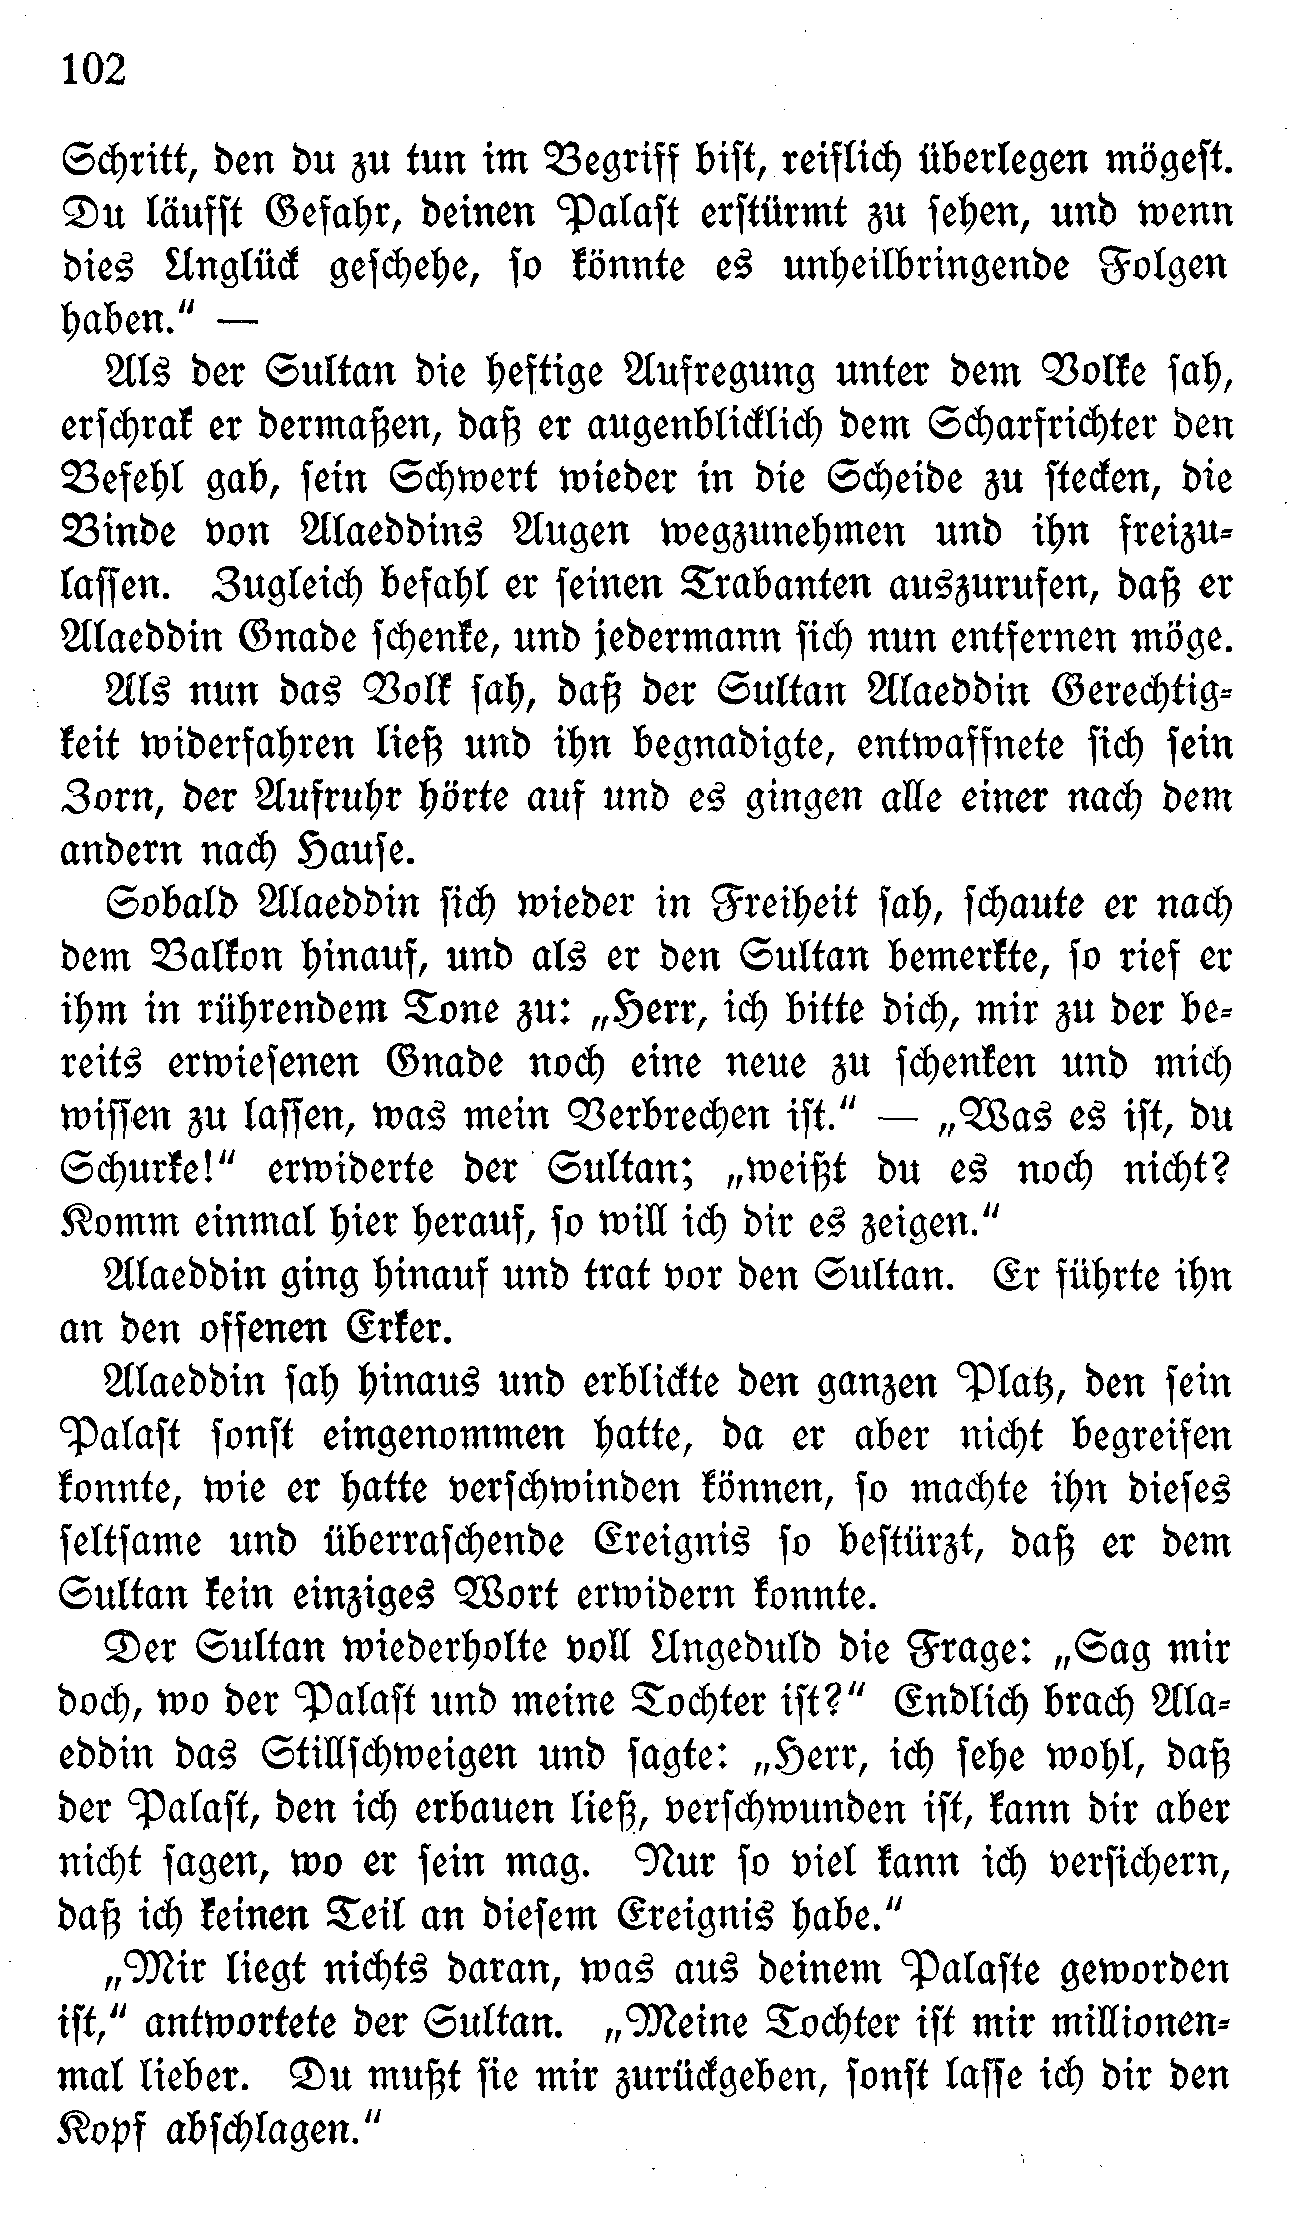 102
Schritt, den du zu tun im Begriff bist, reiflich überlegen mögest.
Du läufst Gefahr, deinen Palast erstürmt zu sehen, und wenn
dies Unglück geschehe, so könnte es unheilbringende Folgen
haben.“ —
Als der Sultan die heftige Aufregung unter dem Volke sah,
erschrak er dermaßen, daß er augenblicklich dem Scharfrichter den
Befehl gab, sein Schwert wieder in die Scheide zu stecken, die
Binde von Alaeddins Augen wegzunehmen und ihn freizu-
lassen. Zugleich befahl er seinen Trabanten auszurufen, daß er
Alaeddin Gnade schenke, und jedermann sich nun entfernen möge.
Als nun das Volk sah, daß der Sultan Alaeddin Gerechtig-
keit widerfahren ließ und ihn begnadigte, entwaffnete sich sein
Zorn, der Aufruhr hörte auf und es gingen alle einer nach dem
andern nach Hause.
Sobald Alaeddin sich wieder in Freiheit sah, schaute er nach
dem Balkon hinauf, und als er den Sultan bemerkte, so rief er
ihm in rührendem Tone zu: „Herr, ich bitte dich, mir zu der be-
reits erwiesenen Gnade noch eine neue zu schenken und mich
wissen zu lassen, was mein Verbrechen ist.“ — „Was es ist, du
Schurke!“ erwiderte der Sultan; „weißt du es noch nicht?
Komm einmal hier herauf, so will ich dir es zeigen.“
Alaeddin ging hinauf und trat vor den Sultan. Er führte ihn
an den offenen Erker.
Alaeddin sah hinaus und erblickte den ganzen Platz, den sein
Palast sonst eingenommen hatte, da er aber nicht begreifen
konnte, wie er hatte verschwinden können, so machte ihn dieses
seltsame und überraschende Ereignis so bestürzt, daß er dem
Sultan kein einziges Wort erwidern konnte.
Der Sultan wiederholte voll Ungeduld die Frage: „Sag mir
doch, wo der Palast und meine Tochter ist?“ Endlich brach Ala-
eddin das Stillschweigen und sagte: „Herr, ich sehe wohl, daß
der Palast, den ich erbauen ließ, verschwunden ist, kann dir aber
nicht sagen, wo er sein mag. Nur so viel kann ich versichern,
daß ich keinen Teil an diesem Ereignis habe.“
„Mir liegt nichts daran, was aus deinem Palaste geworden
ist,“ antwortete der Sultan. „Meine Tochter ist mir millionen-
mal lieber. Du mußt sie mir zurückgeben, sonst lasse ich dir den
Kopf abschlagen.“